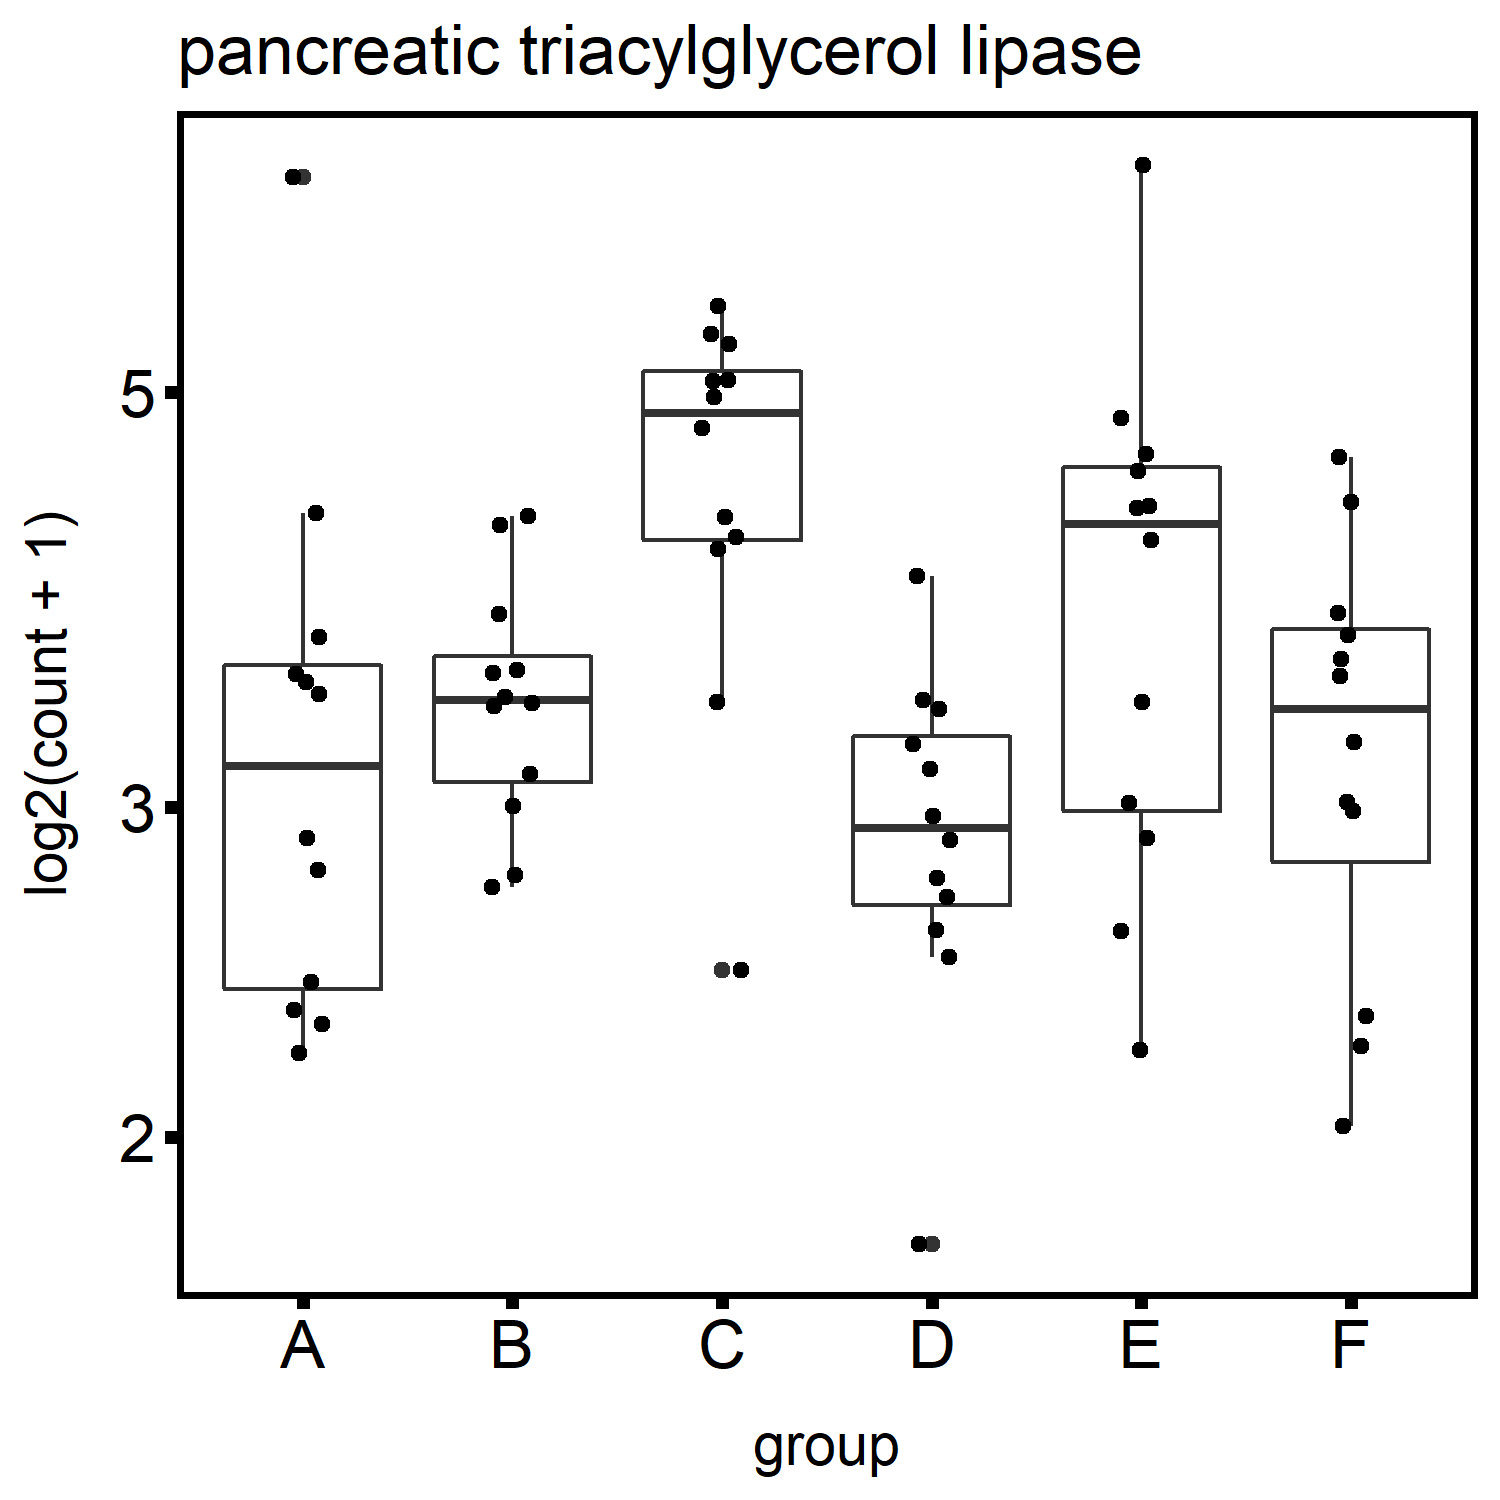 pancreatic triacylglycerol lipase
log2(count + 1)
5
3
2
A B C D E F
group